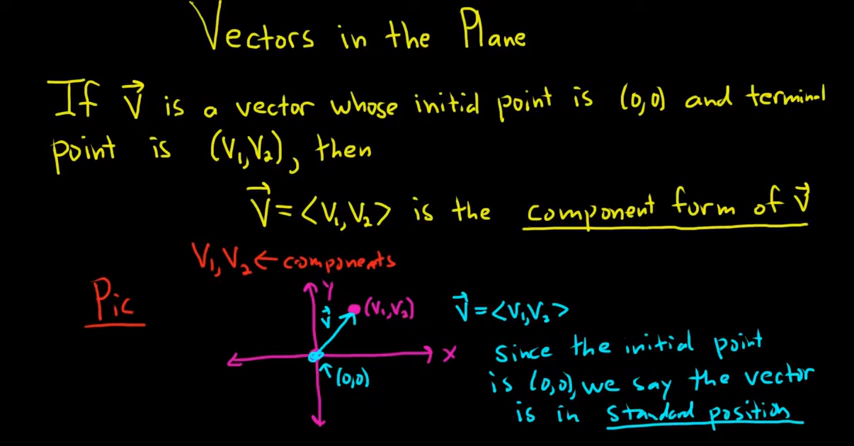 Vectors in the Plane
If V⃗ is a vector whose initial point is (0,0) and terminal
point is (V₁,V₂), then
V⃗ = <V₁,V₂> is the component form of V⃗
V₁,V₂ ← components
Pic
Y
V⃗
(V₁,V₂)
X
(0,0)
V⃗ = <V₁,V₂>
since the initial point
is (0,0), we say the vector
is in standard position